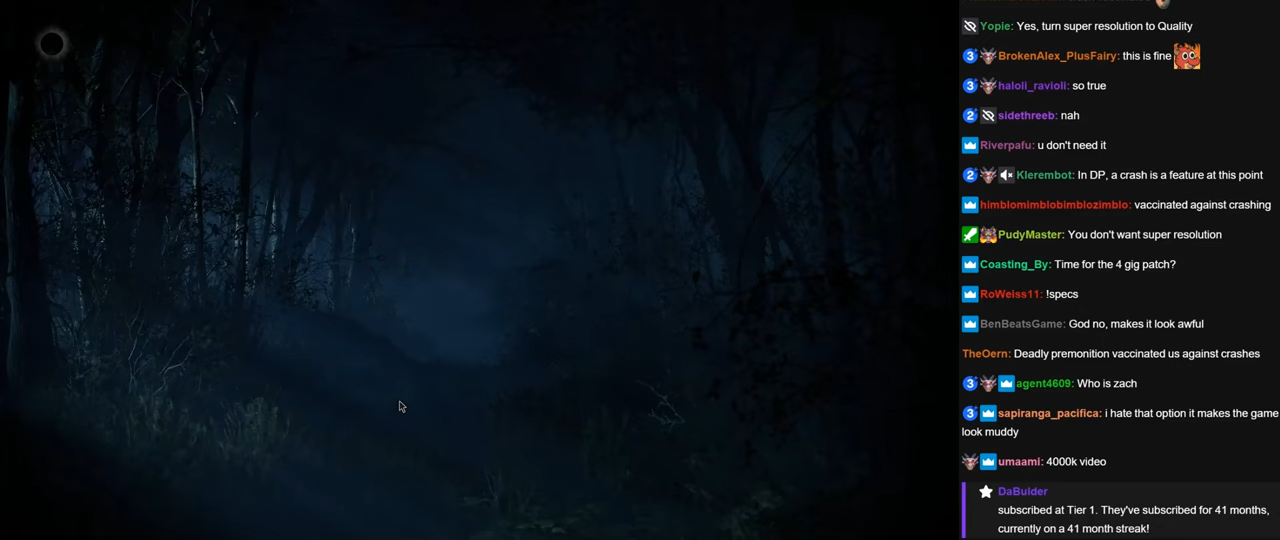 Yopie: Yes, turn super resolution to Quality
BrokenAlex_PlusFairy: this is fine
haloli_ravioli: so true
sidethreeb: nah
Riverpafu: u don't need it
Klerembot: In DP, a crash is a feature at this point
himblomimblobimblozimblo: vaccinated against crashing
PudyMaster: You don't want super resolution
Coasting_By: Time for the 4 gig patch?
RoWeiss11: !specs
BenBeatsGame: God no, makes it look awful
TheOern: Deadly premonition vaccinated us against crashes
agent4609: Who is zach
sapiranga_pacifica: i hate that option it makes the game
look muddy
umaami: 4000k video
DaBulder
subscribed at Tier 1. They've subscribed for 41 months,
currently on a 41 month streak!